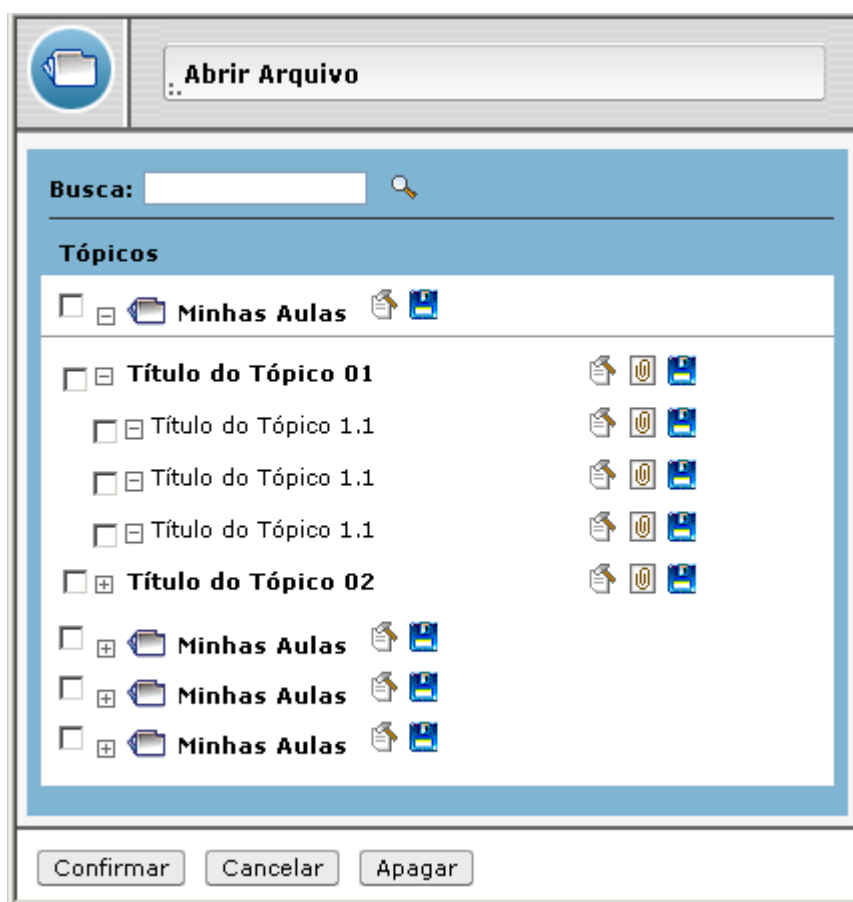 Abrir Arquivo
Busca:
Tópicos
Minhas Aulas
Título do Tópico 01
Título do Tópico 1.1
Título do Tópico 1.1
Título do Tópico 1.1
Título do Tópico 02
Minhas Aulas
Minhas Aulas
Minhas Aulas
Confirmar Cancelar Apagar